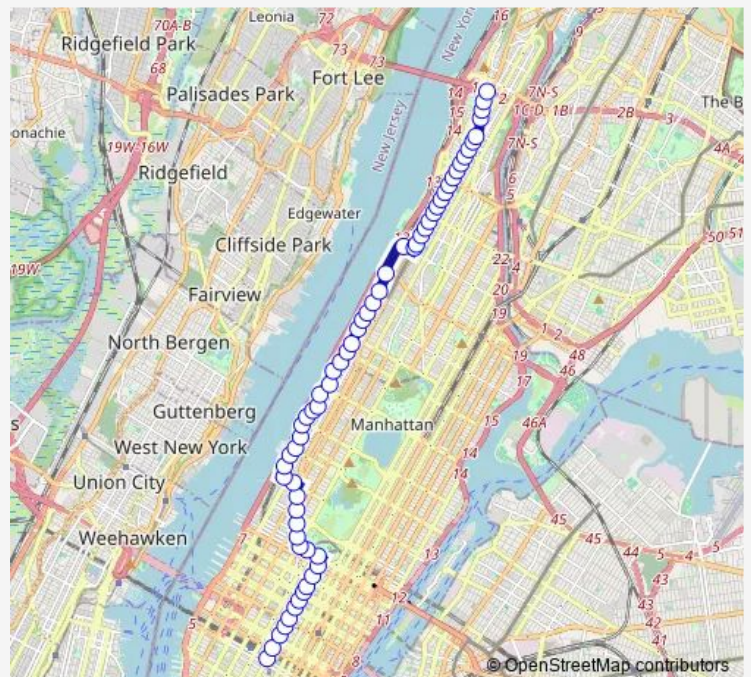 Leonia
72
70A-B
73
73
16
New York
9
Ridgefield Park
68
Fort Lee
Palisades Park
14
15
14
1
2
7N-S
1C-D
1B
2B
3
The B
onachie
New Jersey
19W-16W
7N-S
4A
Ridgefield
13
6
5
Edgewater
Cliffside Park
50
51
19W
22
4
Fairview
20
19
North Bergen
1
2
48
19
46
17
Guttenberg
Manhattan
15
46A
s
West New York
14
14
Union City
45
45
44
5
4
5
Weehawken
7
13
43
12
43
42
5
11
41
8
6
© OpenStreetMap contributors